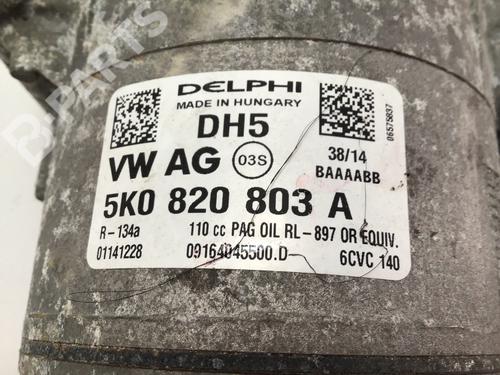 B-PARTS
DELPHI
MADE IN HUNGARY
DH5
06575837
VW AG 03S
38/14
BAAAABB
5K0 820 803 A
R-134a 110 cc PAG OIL RL-897 OR EQUIV.
01141228 09164045500.D- 6CVC 140